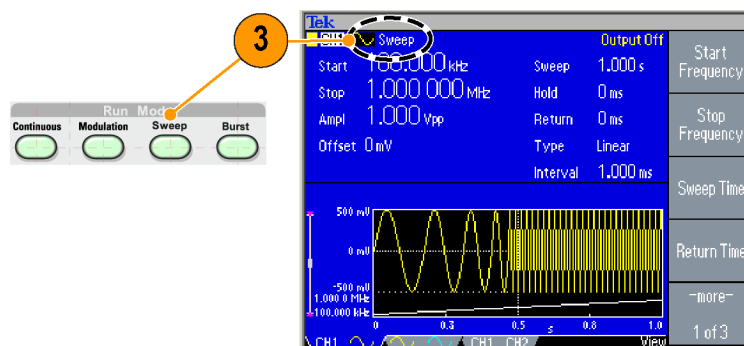 3
Run Mode
Continuous Modulation Sweep Burst
Tek
CH1 Sweep Output Off
Start 100.000 kHz Sweep 1.000 s
Stop 1.000 000 MHz Hold 0 ms
Ampl 1.000 Vpp Return 0 ms
Offset 0 mV Type Linear
Interval 1.000 ms
500 mV
0 mV
-500 mV
1.000 0 MHz
100.000 kHz
0 0.3 0.5 s 0.8 1.0
CH1 CH1 CH2 View
Start
Frequency
Stop
Frequency
Sweep Time
Return Time
-more-
1 of 3